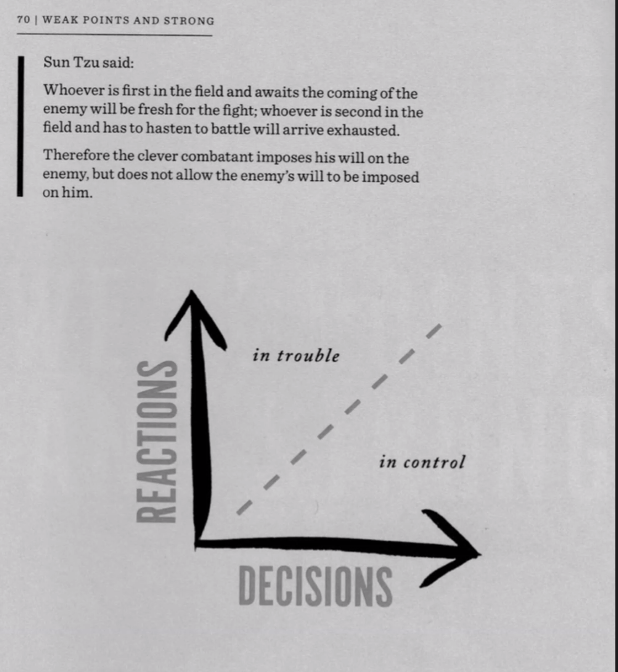 70 | WEAK POINTS AND STRONG
Sun Tzu said:
Whoever is first in the field and awaits the coming of the
enemy will be fresh for the fight; whoever is second in the
field and has to hasten to battle will arrive exhausted.
Therefore the clever combatant imposes his will on the
enemy, but does not allow the enemy's will to be imposed
on him.
in trouble
REACTIONS
in control
DECISIONS